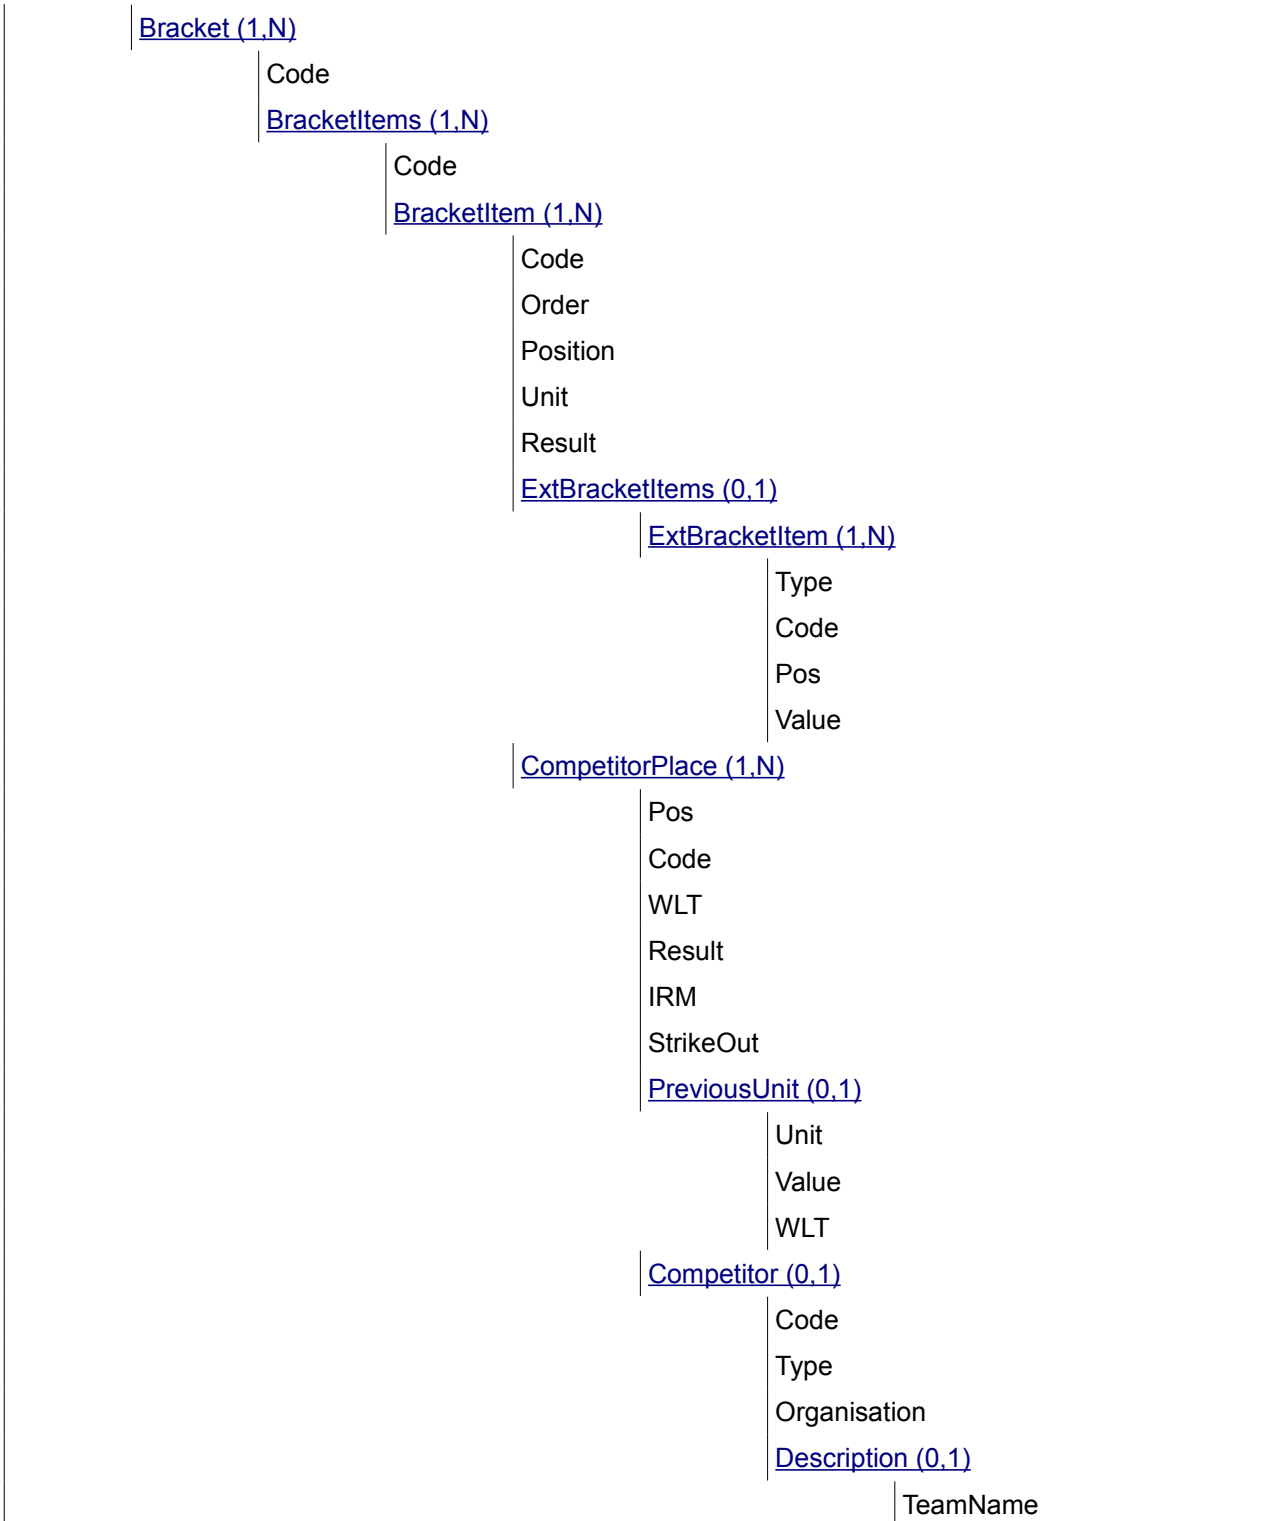 Bracket (1,N)
Code
BracketItems (1,N)
Code
BracketItem (1,N)
Code
Order
Position
Unit
Result
ExtBracketItems (0,1)
ExtBracketItem (1,N)
Type
Code
Pos
Value
CompetitorPlace (1,N)
Pos
Code
WLT
Result
IRM
StrikeOut
PreviousUnit (0,1)
Unit
Value
WLT
Competitor (0,1)
Code
Type
Organisation
Description (0,1)
TeamName